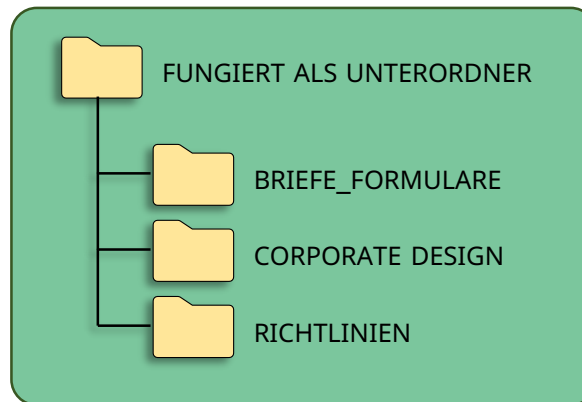 FUNGIERT ALS UNTERORDNER
BRIEFE_FORMULARE
CORPORATE DESIGN
RICHTLINIEN